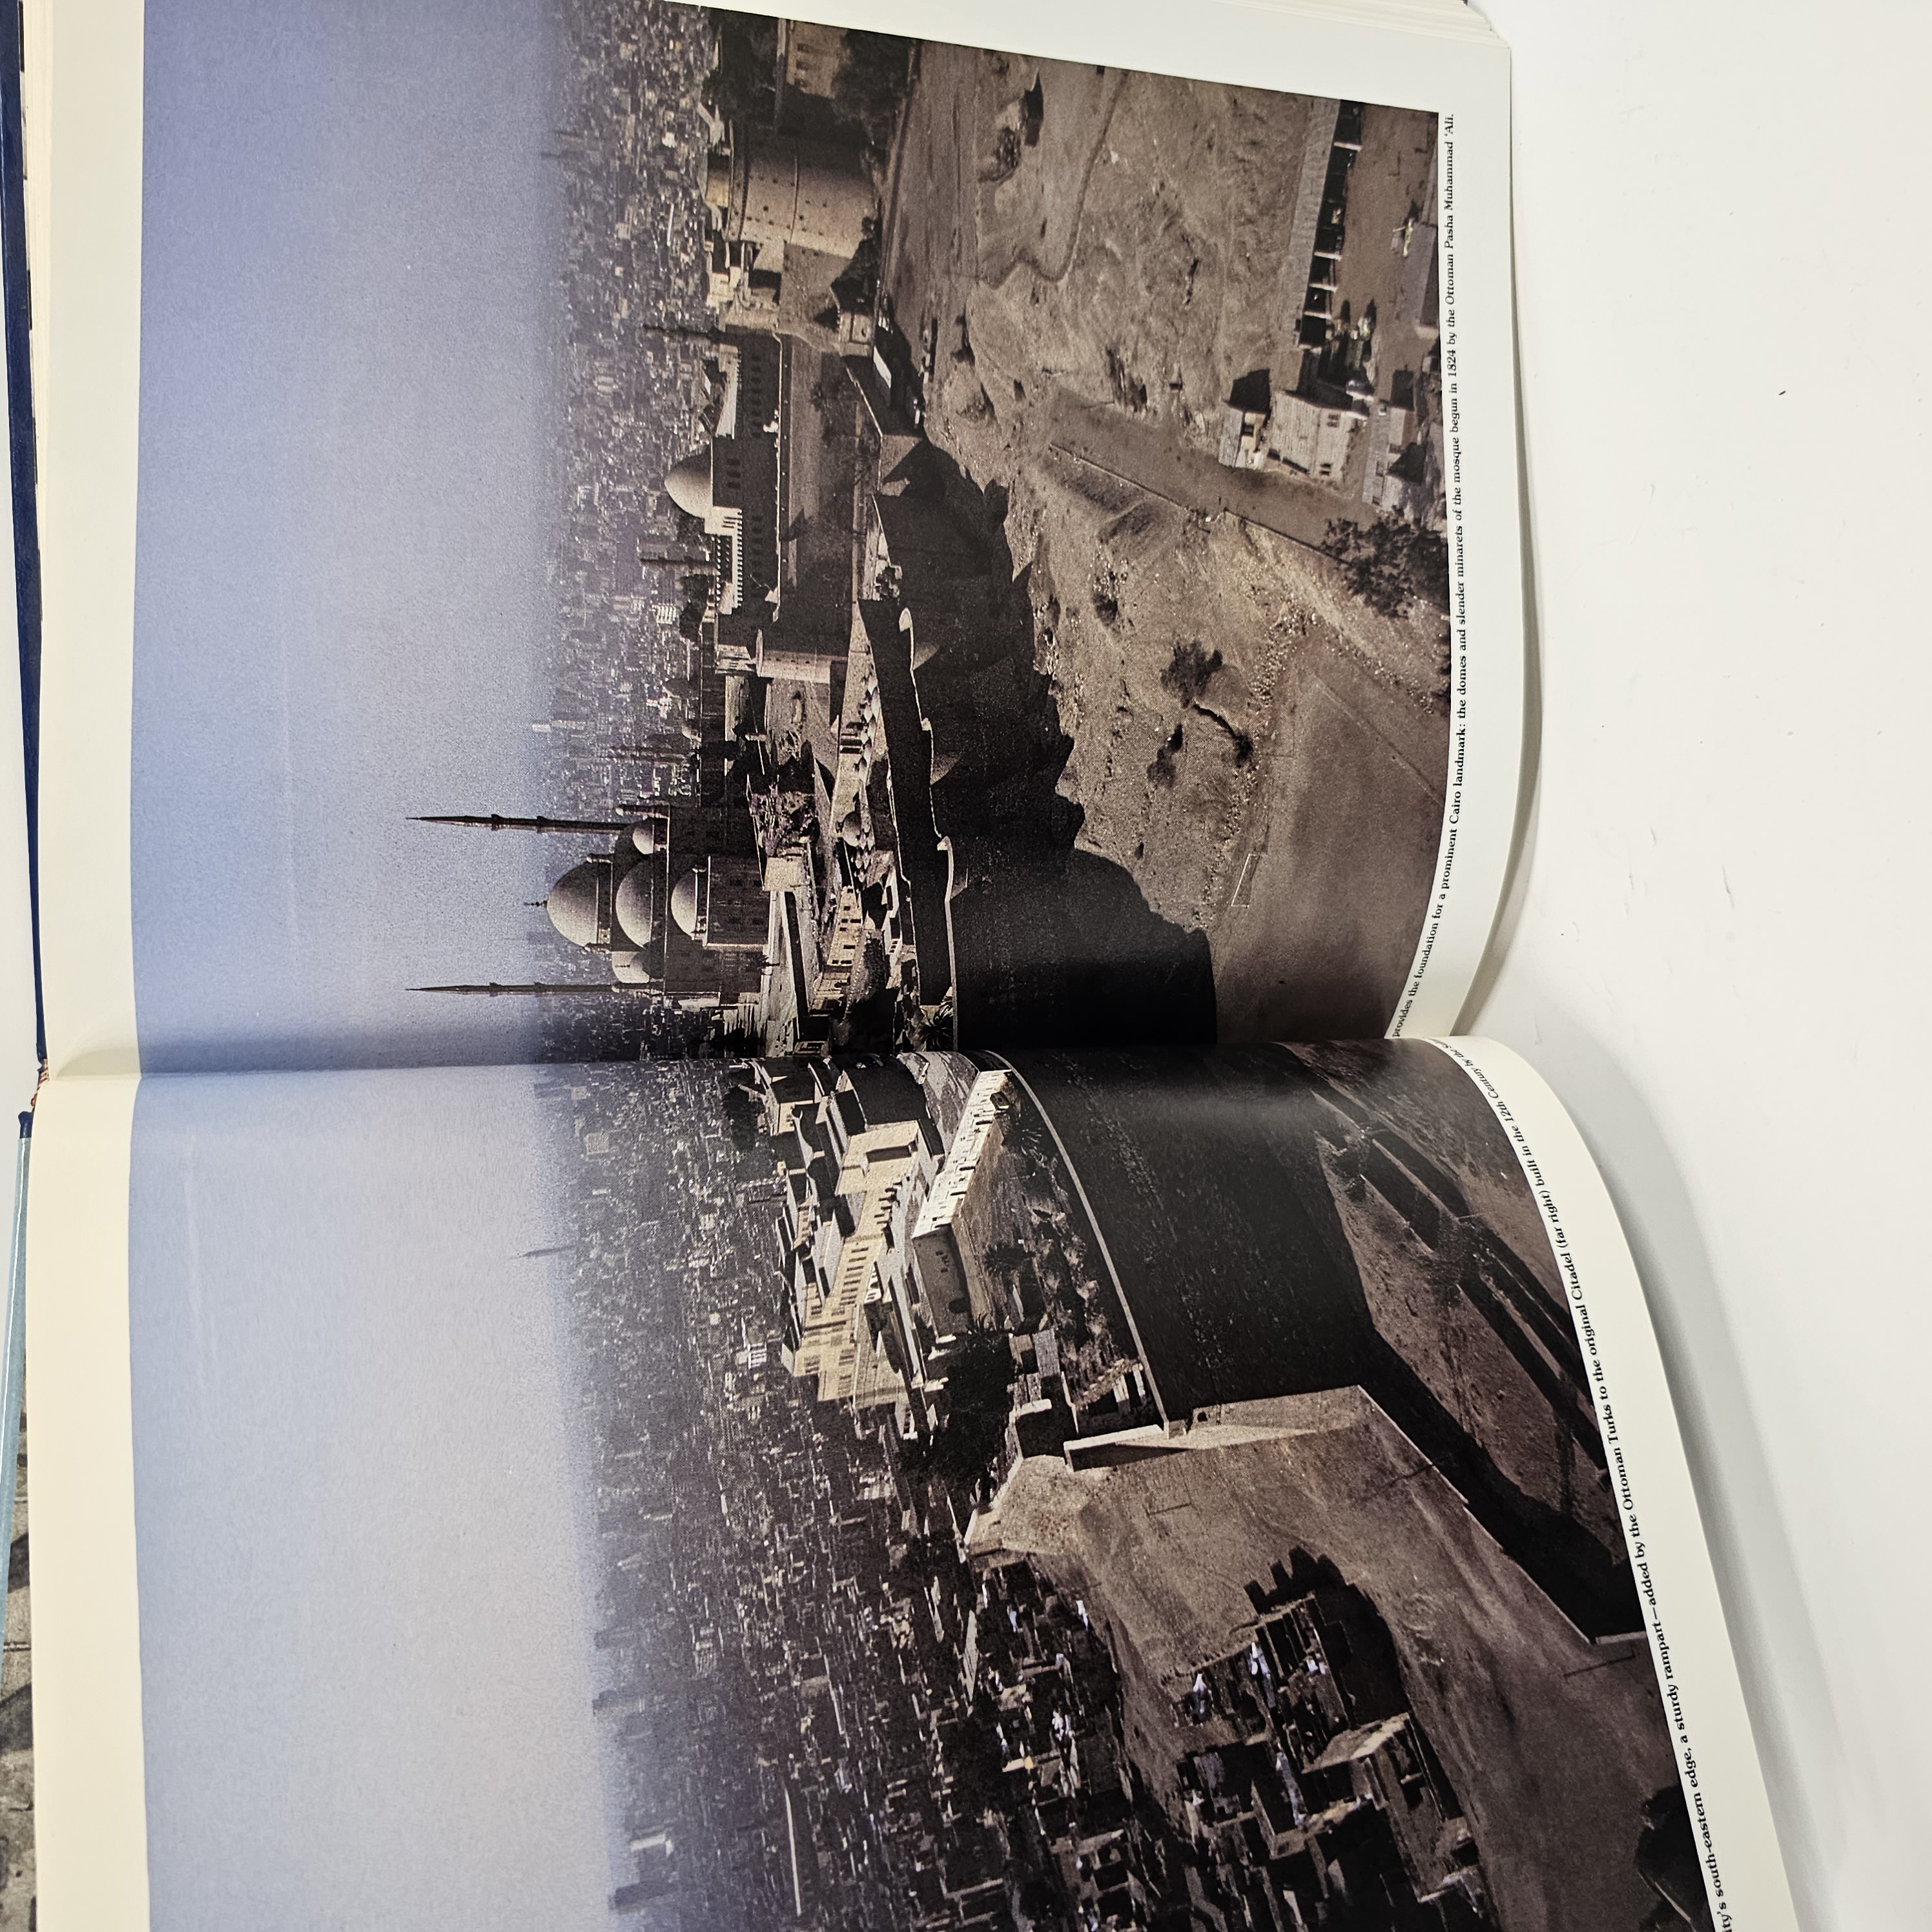 ity's south-eastern edge, a sturdy rampart—added by the Ottoman Turks to the original Citadel (far right) built in the 12th Century by the
provides the foundation for a prominent Cairo landmark: the domes and slender minarets of the mosque begun in 1824 by the Ottoman Pasha Muhammad 'Ali.